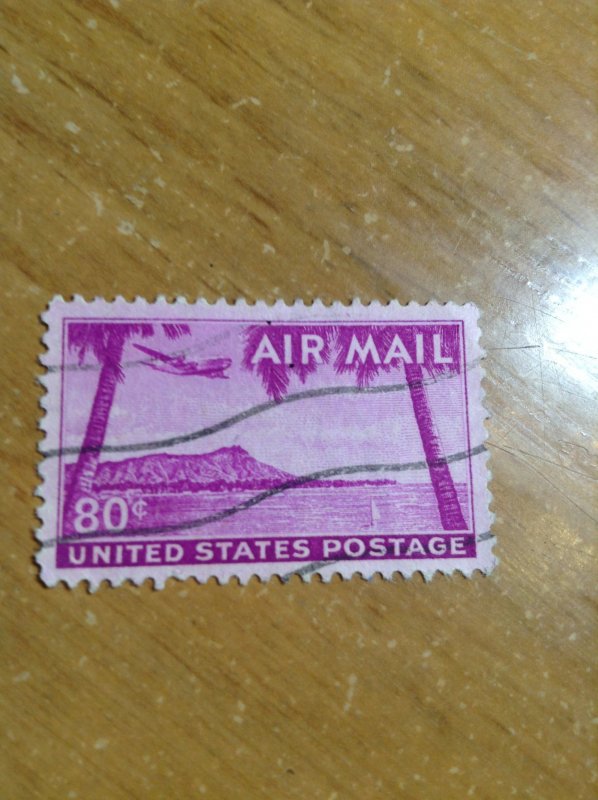 AIR MAIL
80¢
UNITED STATES POSTAGE